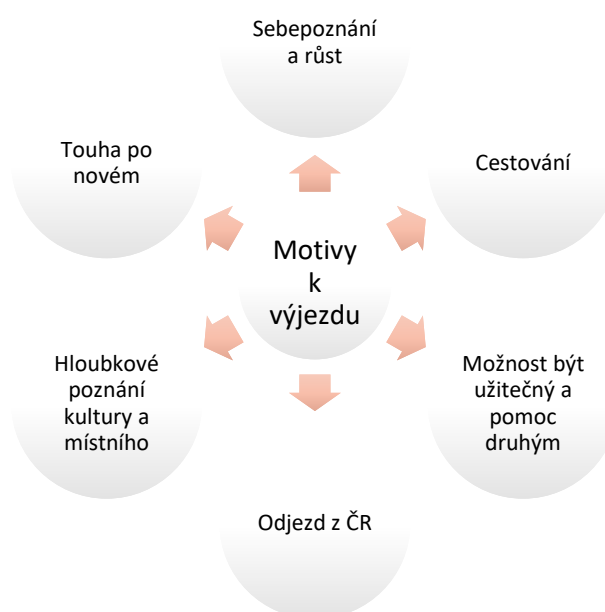 Sebepoznání
a růst
Touha po
novém
Cestování
Motivy
k
výjezdu
Hloubkové
poznání
kultury a
místního
Možnost být
užitečný a
pomoc
druhým
Odjezd z ČR